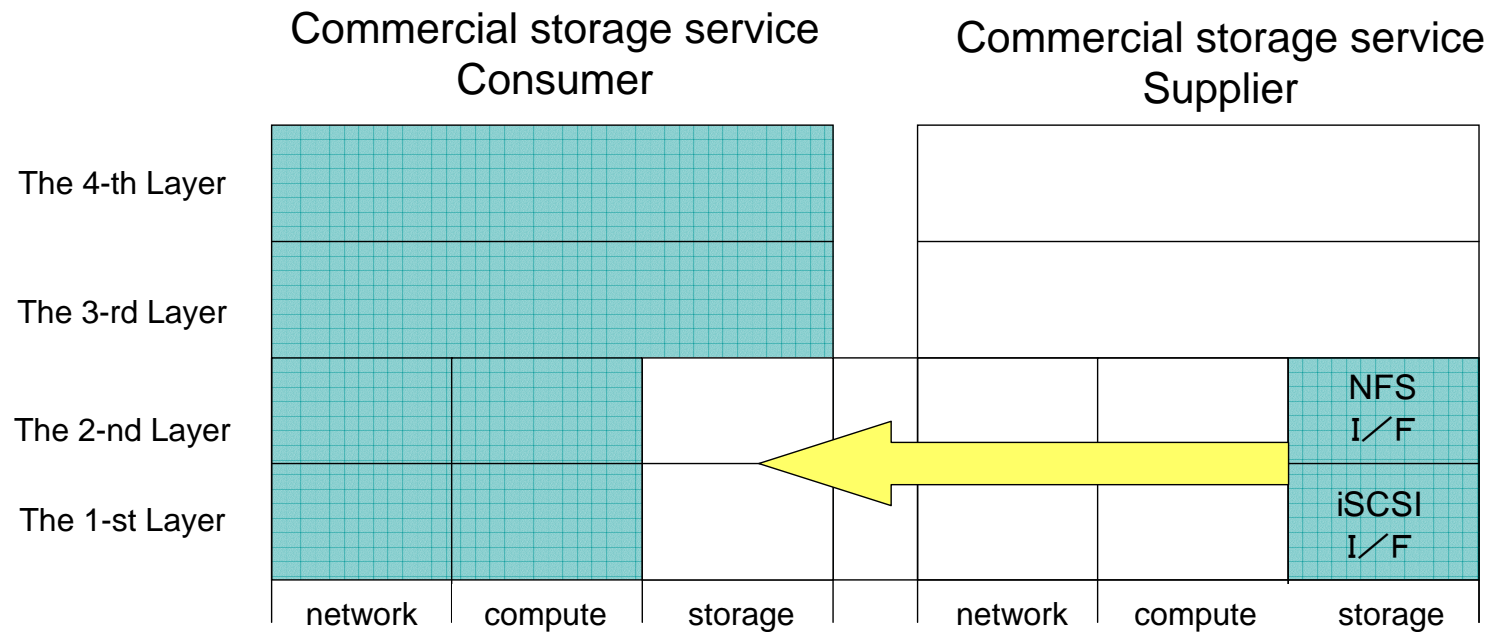 Commercial storage service
Consumer
Commercial storage service
Supplier
The 4-th Layer
The 3-rd Layer
The 2-nd Layer
NFS
I／F
The 1-st Layer
iSCSI
I／F
network
compute
storage
network
compute
storage